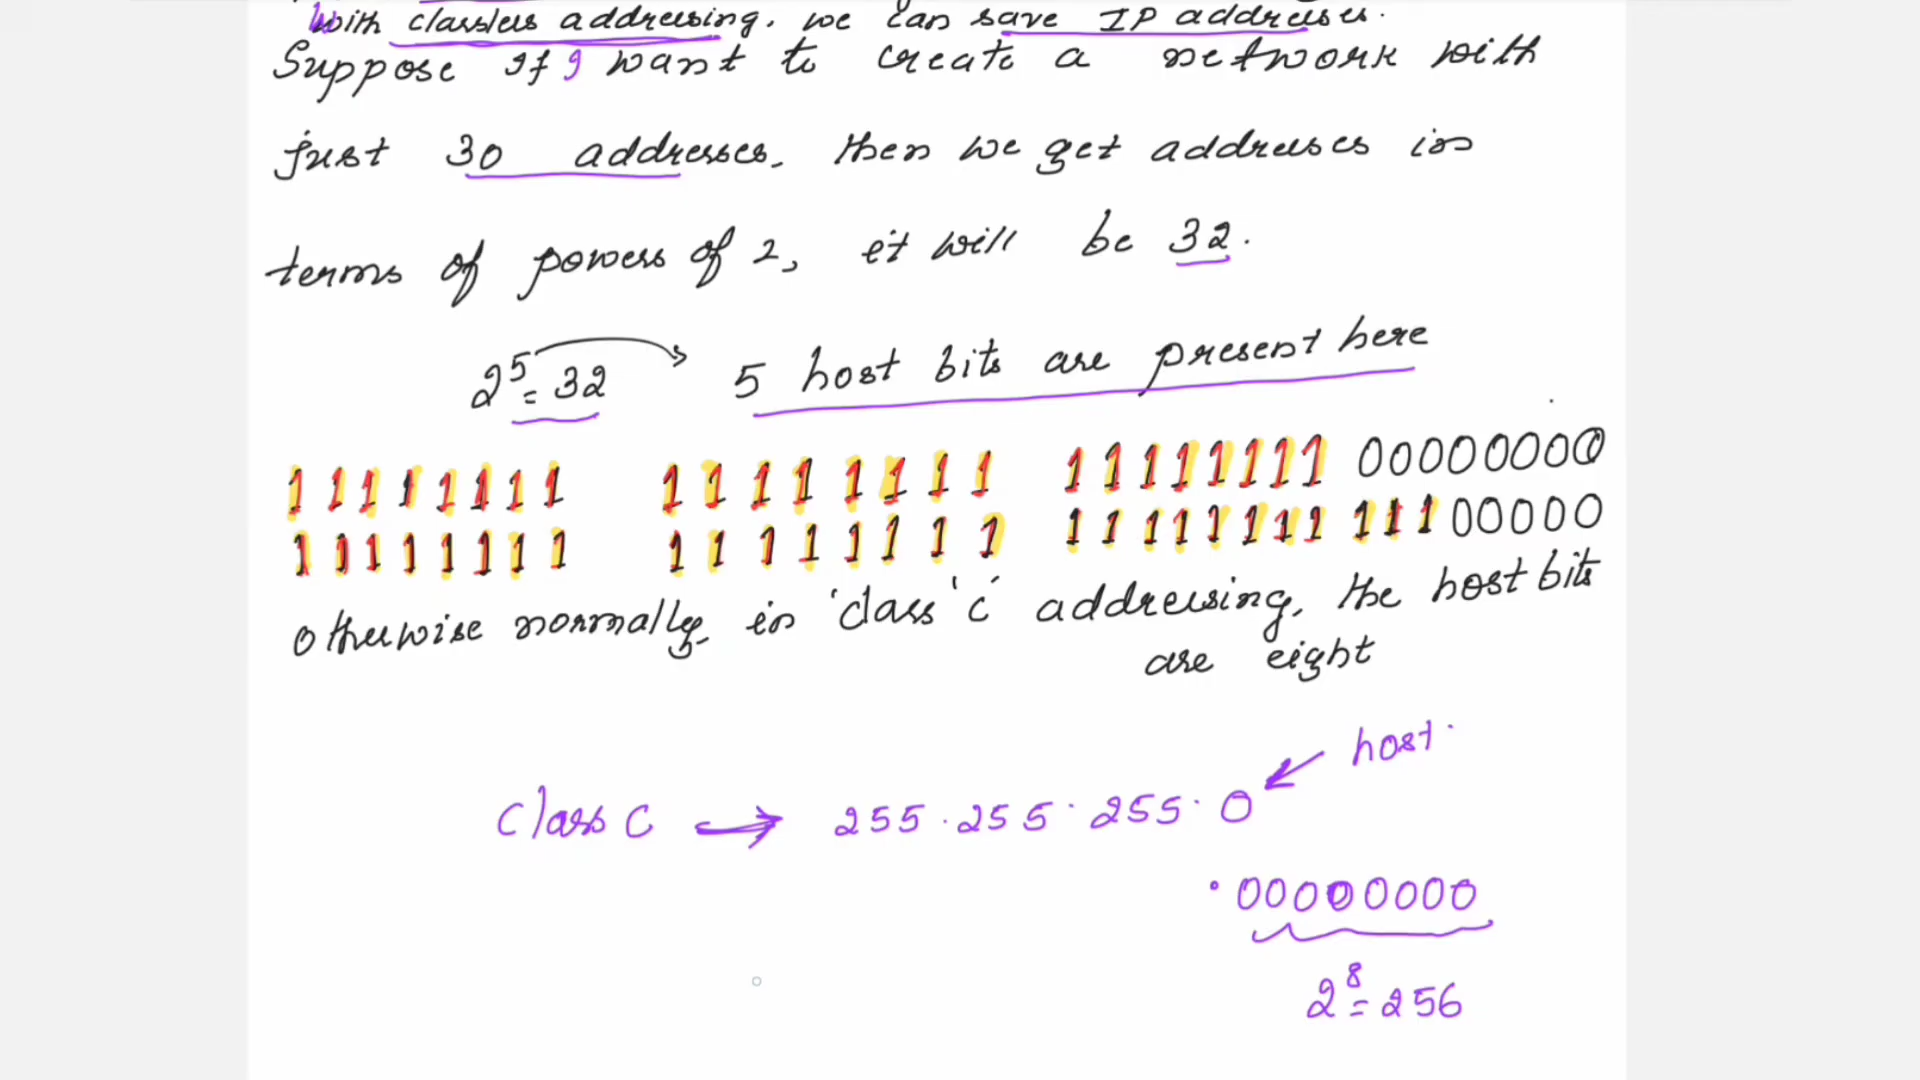 with classless addressing, we can save IP addresses.
Suppose If I want to create a network with
just 30 addresses, then we get addresses in
terms of powers of 2, it will be 32.
2^5 = 32 → 5 host bits are present here
11111111 11111111 11111111 00000000
11111111 11111111 11111111 11100000
otherwise normally in 'class 'c' addressing, the host bits
are eight
host.
class C → 255.255.255.0
.00000000
2^8 = 256